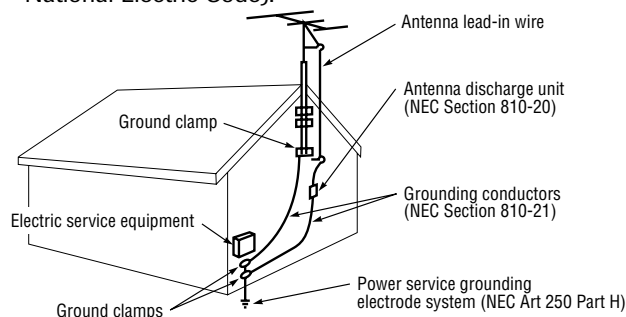 National Electric Code).
Antenna lead-in wire
Antenna discharge unit
(NEC Section 810-20)
Ground clamp
Grounding conductors
(NEC Section 810-21)
Electric service equipment
Power service grounding
electrode system (NEC Art 250 Part H)
Ground clamps